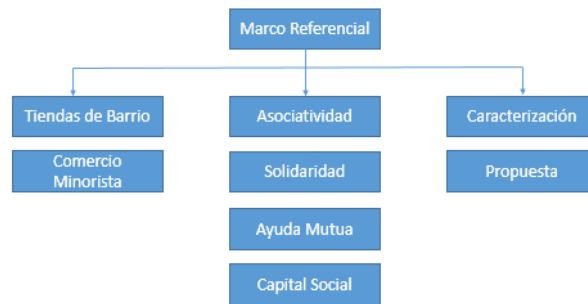 Marco Referencial
Tiendas de Barrio
Asociatividad
Caracterización
Comercio
Minorista
Solidaridad
Propuesta
Ayuda Mutua
Capital Social